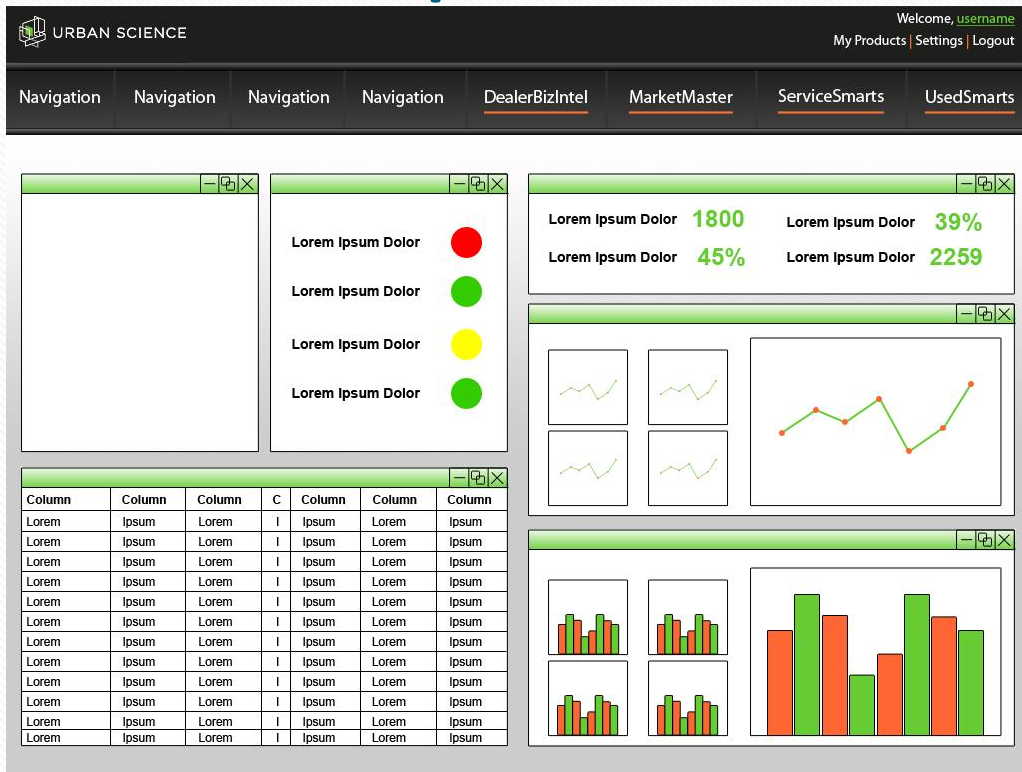 URBAN SCIENCE
Welcome, username
My Products | Settings | Logout
Navigation Navigation Navigation Navigation DealerBizIntel MarketMaster ServiceSmarts UsedSmarts
Lorem Ipsum Dolor
Lorem Ipsum Dolor
Lorem Ipsum Dolor
Lorem Ipsum Dolor
Lorem Ipsum Dolor 1800 Lorem Ipsum Dolor 39%
Lorem Ipsum Dolor 45% Lorem Ipsum Dolor 2259
Column Column Column C Column Column Column
Lorem Ipsum Lorem I Ipsum Lorem Ipsum
Lorem Ipsum Lorem I Ipsum Lorem Ipsum
Lorem Ipsum Lorem I Ipsum Lorem Ipsum
Lorem Ipsum Lorem I Ipsum Lorem Ipsum
Lorem Ipsum Lorem I Ipsum Lorem Ipsum
Lorem Ipsum Lorem I Ipsum Lorem Ipsum
Lorem Ipsum Lorem I Ipsum Lorem Ipsum
Lorem Ipsum Lorem I Ipsum Lorem Ipsum
Lorem Ipsum Lorem I Ipsum Lorem Ipsum
Lorem Ipsum Lorem I Ipsum Lorem Ipsum
Lorem Ipsum Lorem I Ipsum Lorem Ipsum
Lorem Ipsum Lorem I Ipsum Lorem Ipsum